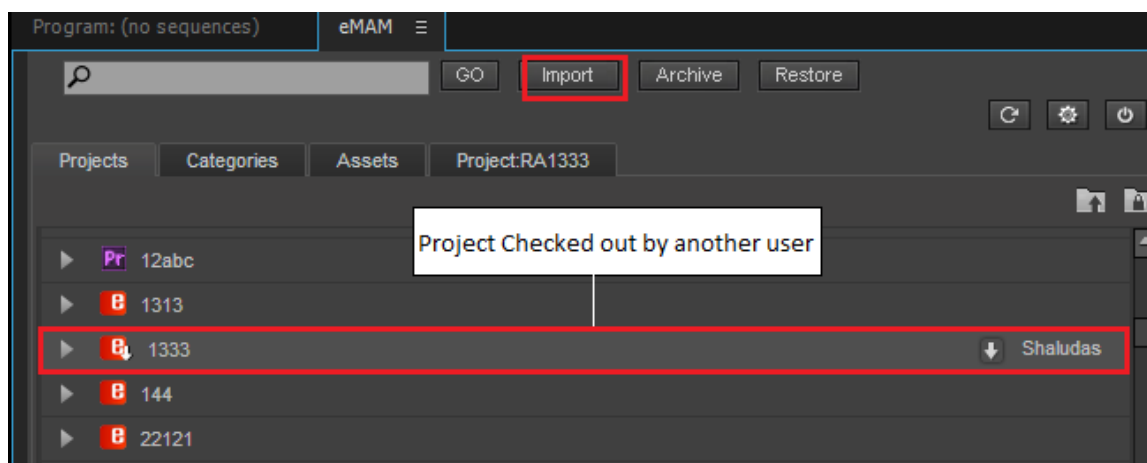 Program: (no sequences) eMAM
GO Import Archive Restore
Projects Categories Assets Project:RA1333
Project Checked out by another user
Pr 12abc
e 1313
e 1333 Shaludas
e 144
e 22121